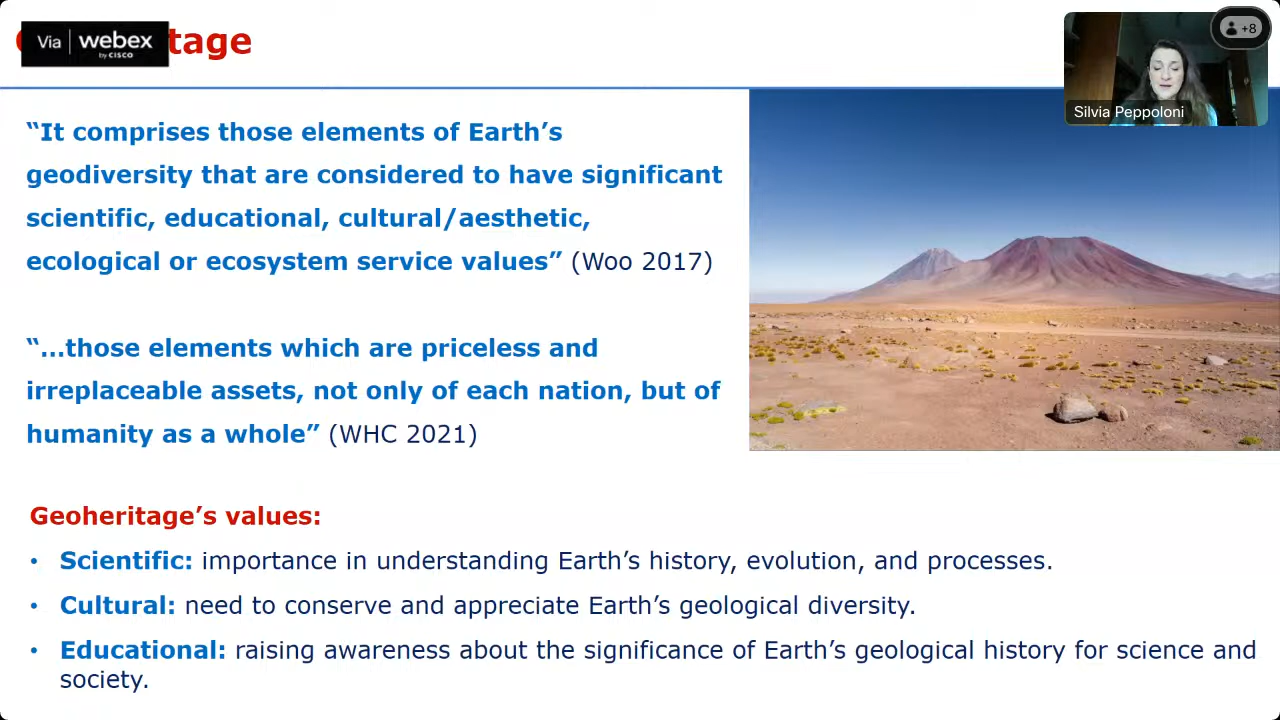 Via webex
by CISCO
tage
+8
Silvia Peppoloni
“It comprises those elements of Earth’s
geodiversity that are considered to have significant
scientific, educational, cultural/aesthetic,
ecological or ecosystem service values” (Woo 2017)
“…those elements which are priceless and
irreplaceable assets, not only of each nation, but of
humanity as a whole” (WHC 2021)
Geoheritage’s values:
• Scientific: importance in understanding Earth’s history, evolution, and processes.
• Cultural: need to conserve and appreciate Earth’s geological diversity.
• Educational: raising awareness about the significance of Earth’s geological history for science and
society.